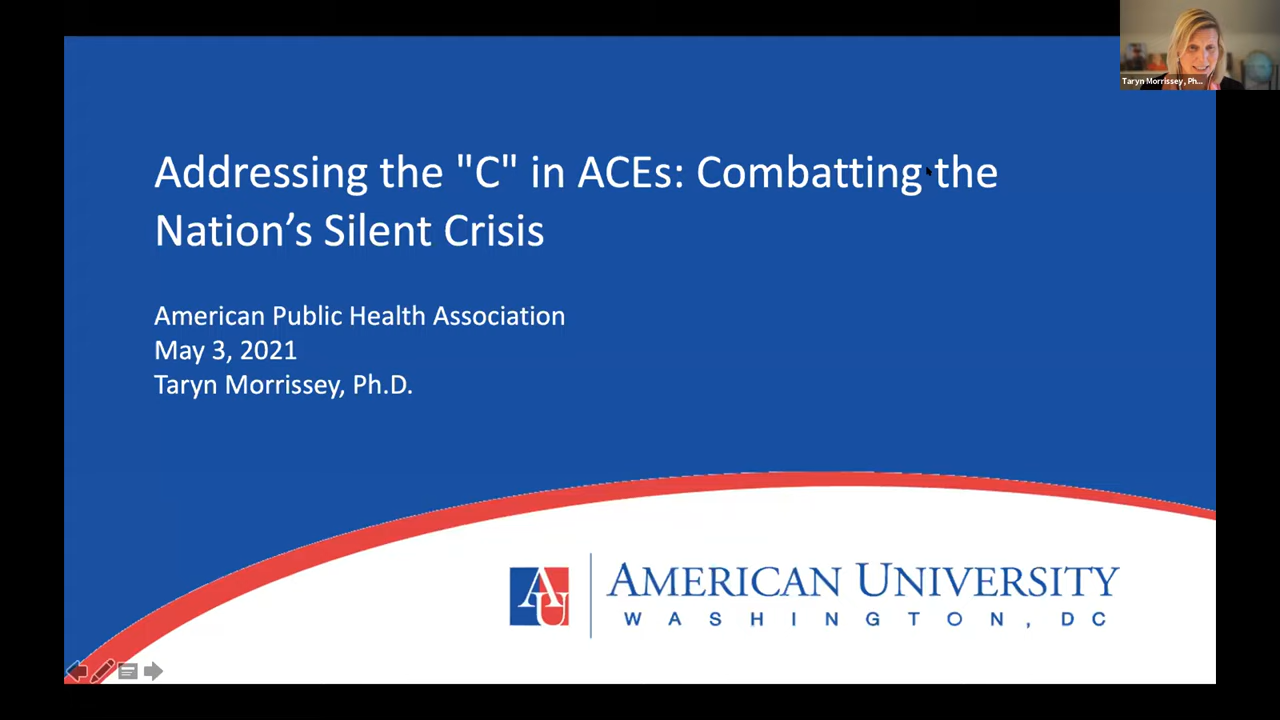 Taryn Morrissey, Ph...
Addressing the "C" in ACEs: Combatting the
Nation’s Silent Crisis
American Public Health Association
May 3, 2021
Taryn Morrissey, Ph.D.
AU
AMERICAN UNIVERSITY
WASHINGTON, DC